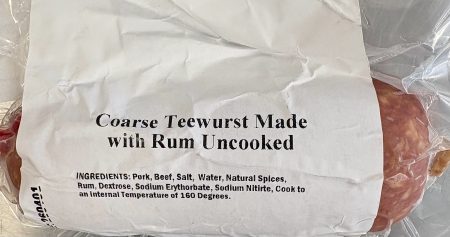 Coarse Teewurst Made
with Rum Uncooked
INGREDIENTS: Pork, Beef, Salt, Water, Natural Spices,
Rum, Dextrose, Sodium Erythorbate, Sodium Nitirte, Cook to
an internal Temperature of 160 Degrees.